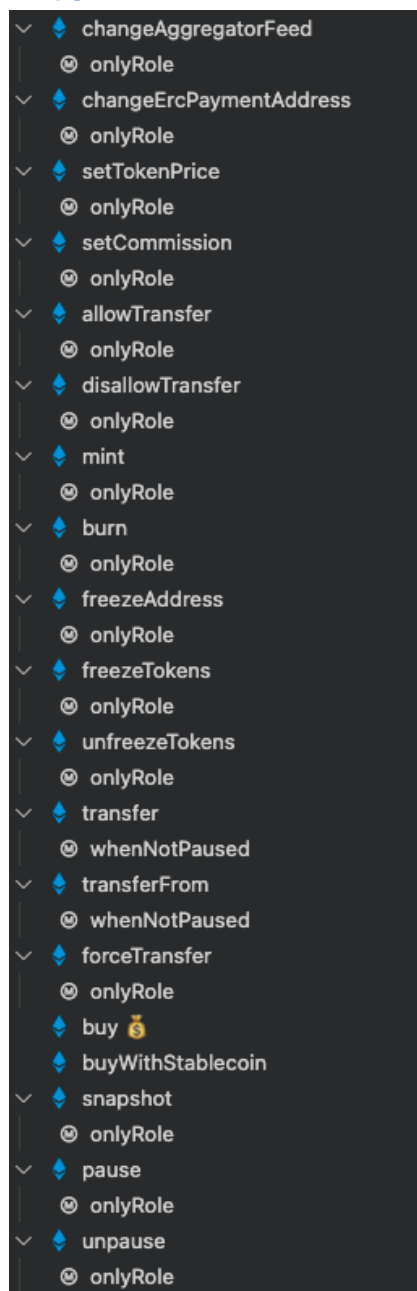 changeAggregatorFeed
onlyRole
changeErcPaymentAddress
onlyRole
setTokenPrice
onlyRole
setCommission
onlyRole
allowTransfer
onlyRole
disallowTransfer
onlyRole
mint
onlyRole
burn
onlyRole
freezeAddress
onlyRole
freezeTokens
onlyRole
unfreezeTokens
onlyRole
transfer
whenNotPaused
transferFrom
whenNotPaused
forceTransfer
onlyRole
buy 💰
buyWithStablecoin
snapshot
onlyRole
pause
onlyRole
unpause
onlyRole